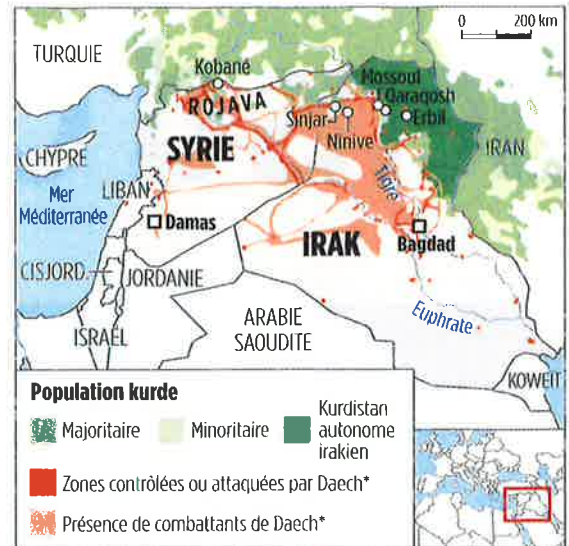 0 200 km
TURQUIE
Kobané
ROJAVA
Mossoul
Qaraqosh
Erbil
Sinjar
Ninive
IRAN
SYRIE
CHYPRE
LIBAN
Mer
Méditerranée
Tigre
Damas
IRAK
Bagdad
CISJORD.
JORDANIE
ISRAËL
ARABIE
SAOUDITE
Euphrate
KOWEIT
Population kurde
Majoritaire
Minoritaire
Kurdistan
autonome
irakien
Zones contrôlées ou attaquées par Daech*
Présence de combattants de Daech*